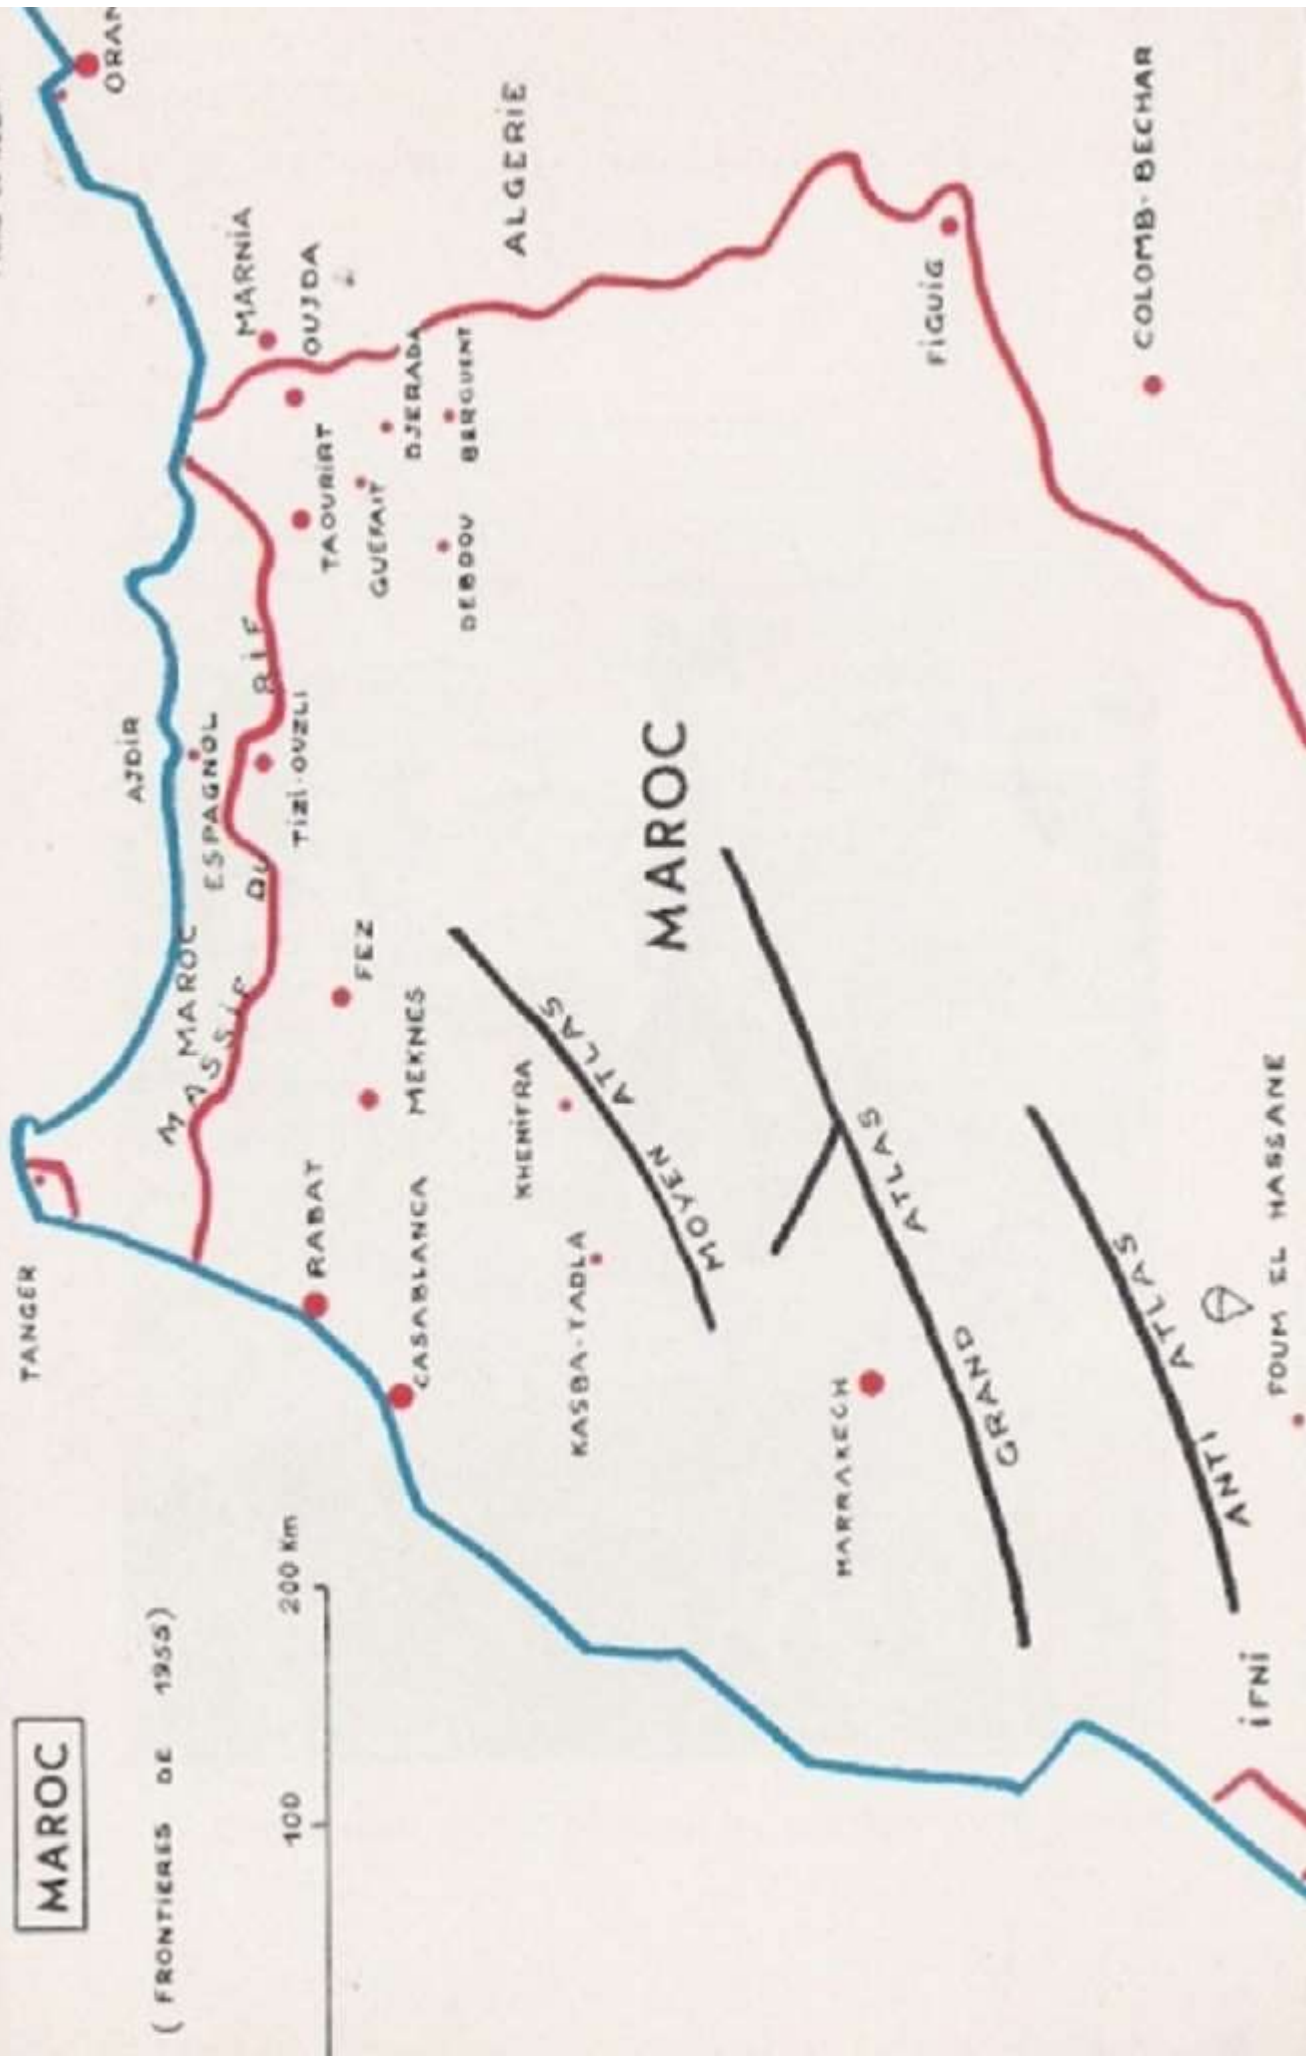 MAROC
( FRONTIERES DE 1955)
100
200 Km
TANGER
AJDIR
MAROC ESPAGNOL
MASSIF DU RIF
TIZI-OUZLI
MARNIA
OUJDA
TAOURIRT
GUEFAIT
DJERADA
DEBDOU
BERGUENT
ALGERIE
RABAT
FEZ
CASABLANCA
MEKNES
KHENIFRA
KASBA-TADLA
MOYEN ATLAS
MAROC
MARRAKECH
GRAND ATLAS
FIGUIG
COLOMB-BECHAR
ANTI ATLAS
IFNI
FOUM EL HASSANE